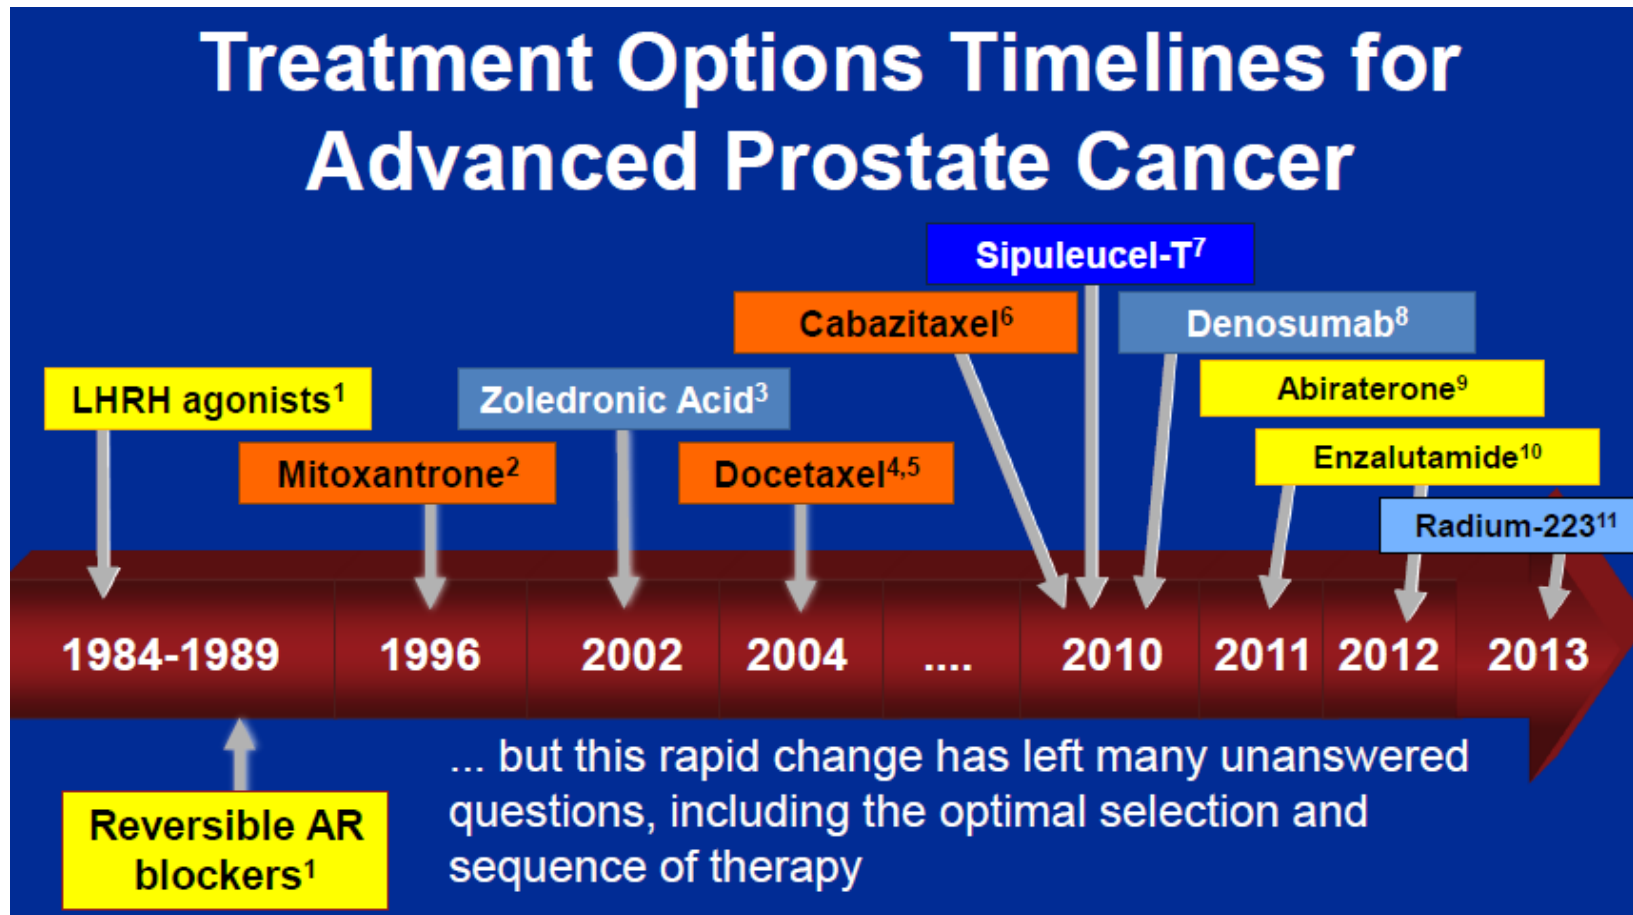 Treatment Options Timelines for
Advanced Prostate Cancer
Sipuleucel-T⁷
Cabazitaxel⁶
Denosumab⁸
LHRH agonists¹
Zoledronic Acid³
Abiraterone⁹
Mitoxantrone²
Docetaxel⁴,⁵
Enzalutamide¹⁰
Radium-223¹¹
1984-1989 1996 2002 2004 .... 2010 2011 2012 2013
... but this rapid change has left many unanswered
questions, including the optimal selection and
sequence of therapy
Reversible AR
blockers¹